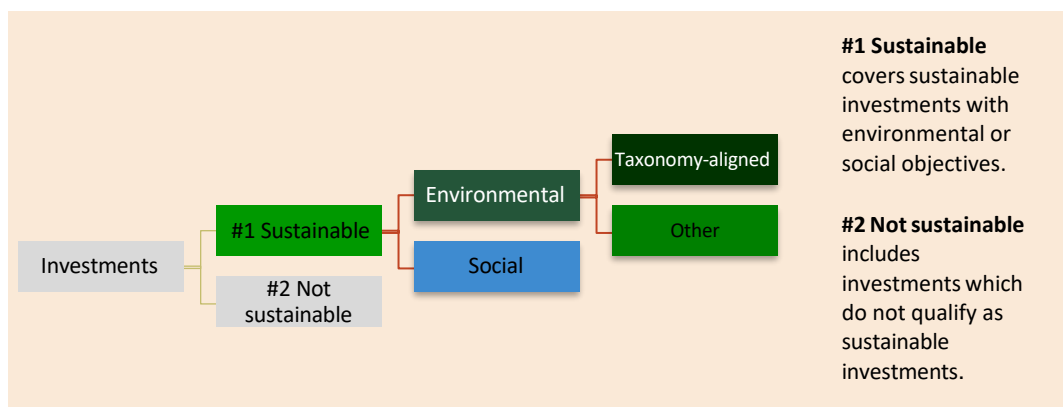 Investments
#1 Sustainable
#2 Not
sustainable
Environmental
Social
Taxonomy-aligned
Other
#1 Sustainable
covers sustainable
investments with
environmental or
social objectives.
#2 Not sustainable
includes
investments which
do not qualify as
sustainable
investments.